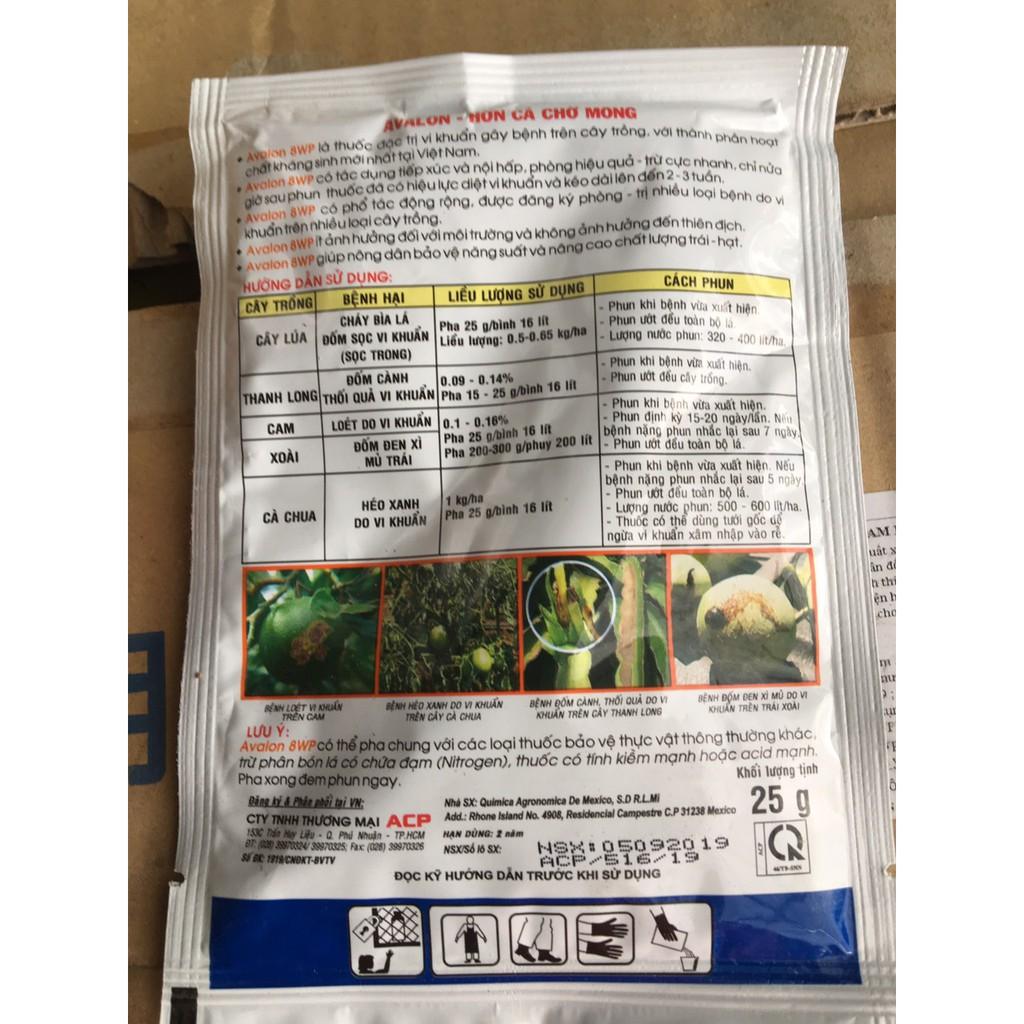 AVALON - HƠN CẢ CHỜ MONG
• Avalon 8WP là thuốc đặc trị vi khuẩn gây bệnh trên cây trồng, với thành phần hoạt
chất kháng sinh mới nhất tại Việt Nam.
• Avalon 8WP có tác dụng tiếp xúc và nội hấp, phòng hiệu quả - trừ cực nhanh, chỉ nửa
giờ sau phun thuốc đã có hiệu lực diệt vi khuẩn và kéo dài lên đến 2 - 3 tuần.
• Avalon 8WP có phổ tác động rộng, được đăng ký phòng - trị nhiều loại bệnh do vi
khuẩn trên nhiều loại cây trồng.
• Avalon 8WP ít ảnh hưởng đối với môi trường và không ảnh hưởng đến thiên địch.
• Avalon 8WP giúp nông dân bảo vệ năng suất và nâng cao chất lượng trái - hạt.
HƯỚNG DẪN SỬ DỤNG:
CÂY TRỒNG BỆNH HẠI LIỀU LƯỢNG SỬ DỤNG CÁCH PHUN
CÂY LÚA
CHÁY BÌA LÁ
ĐỐM SỌC VI KHUẨN
(SỌC TRONG)
Pha 25 g/bình 16 lít
Liều lượng: 0.5-0.65 kg/ha
- Phun khi bệnh vừa xuất hiện.
- Phun ướt đều toàn bộ lá.
- Lượng nước phun: 320 - 400 lít/ha.
THANH LONG
ĐỐM CÀNH
THỐI QUẢ VI KHUẨN
0.09 - 0.14%
Pha 15 - 25 g/bình 16 lít
- Phun khi bệnh vừa xuất hiện.
- Phun ướt đều cây trồng.
CAM
LOÉT DO VI KHUẨN
XOÀI
ĐỐM ĐEN XÌ
MỦ TRÁI
0.1 - 0.16%
Pha 25 g/bình 16 lít
Pha 200-300 g/phuy 200 lít
- Phun khi bệnh vừa xuất hiện.
- Phun định kỳ 15-20 ngày/lần. Nếu
bệnh nặng phun nhắc lại sau 7 ngày.
- Phun ướt đều toàn bộ lá.
CÀ CHUA
HÉO XANH
DO VI KHUẨN
1 kg/ha
Pha 25 g/bình 16 lít
- Phun khi bệnh vừa xuất hiện. Nếu
bệnh nặng phun nhắc lại sau 5 ngày.
- Phun ướt đều toàn bộ lá.
- Lượng nước phun: 500 - 600 lít/ha.
- Thuốc có thể dùng tưới gốc để
ngừa vi khuẩn xâm nhập vào rễ.
BỆNH LOÉT VI KHUẨN
TRÊN CAM
BỆNH HÉO XANH DO VI KHUẨN
TRÊN CÂY CÀ CHUA
BỆNH ĐỐM CÀNH, THỐI QUẢ DO VI
KHUẨN TRÊN CÂY THANH LONG
BỆNH ĐỐM ĐEN XÌ MỦ DO VI
KHUẨN TRÊN TRÁI XOÀI
LƯU Ý:
Avalon 8WP có thể pha chung với các loại thuốc bảo vệ thực vật thông thường khác,
trừ phân bón lá có chứa đạm (Nitrogen), thuốc có tính kiềm mạnh hoặc acid mạnh.
Pha xong đem phun ngay.
Khối lượng tịnh
25 g
Đăng ký & Phân phối tại VN:
CTY TNHH THƯƠNG MẠI ACP
153C Trần Huy Liệu - Q. Phú Nhuận - TP.HCM
ĐT: (028) 39970324/ 39970325; Fax: (028) 39970326
Số ĐK: 1919/CNĐKT-BVTV
Nhà SX: Quimica Agronomica De Mexico, S.D R.L.Mi
Add.: Rhone Island No. 4908, Residencial Campestre C.P 31238 Mexico
HẠN DÙNG: 2 năm
NSX/Số lô SX:
NSX:05092019
ACP/516/19
ACP
ĐỌC KỸ HƯỚNG DẪN TRƯỚC KHI SỬ DỤNG